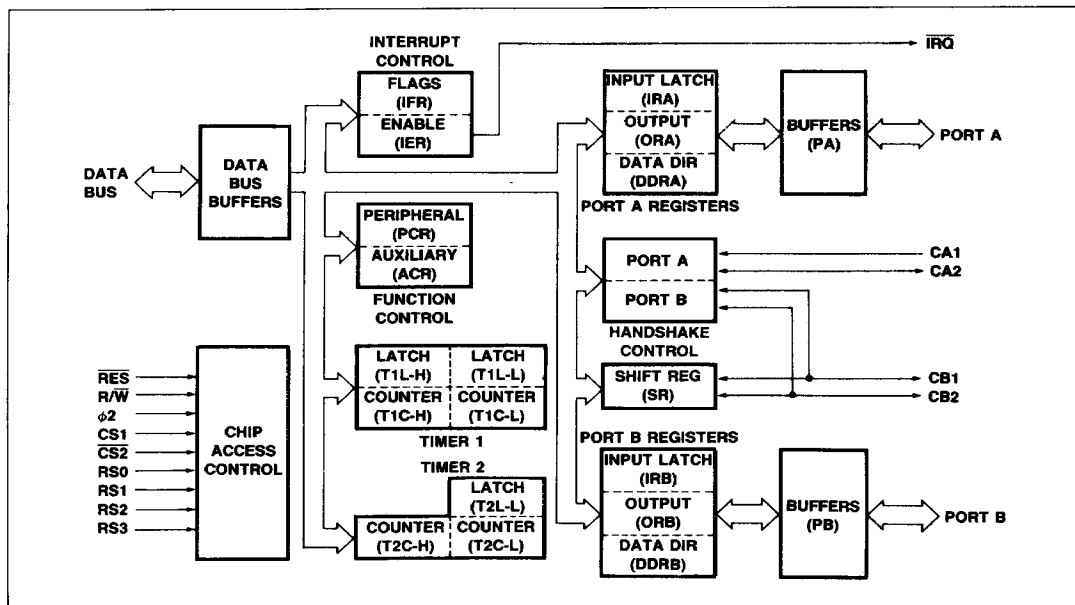 INTERRUPT
CONTROL
FLAGS
(IFR)
ENABLE
(IER)
IRQ
DATA
BUS
DATA
BUS
BUFFERS
INPUT LATCH
(IRA)
OUTPUT
(ORA)
DATA DIR
(DDRA)
PORT A REGISTERS
BUFFERS
(PA)
PORT A
PERIPHERAL
(PCR)
AUXILIARY
(ACR)
FUNCTION
CONTROL
PORT A
PORT B
HANDSHAKE
CONTROL
CA1
CA2
LATCH
(T1L-H)
LATCH
(T1L-L)
COUNTER
(T1C-H)
COUNTER
(T1C-L)
TIMER 1
SHIFT REG
(SR)
CB1
CB2
RES
R/W
ϕ2
CS1
CS2
RS0
RS1
RS2
RS3
CHIP
ACCESS
CONTROL
TIMER 2
LATCH
(T2L-L)
COUNTER
(T2C-H)
COUNTER
(T2C-L)
PORT B REGISTERS
INPUT LATCH
(IRB)
OUTPUT
(ORB)
DATA DIR
(DDRB)
BUFFERS
(PB)
PORT B